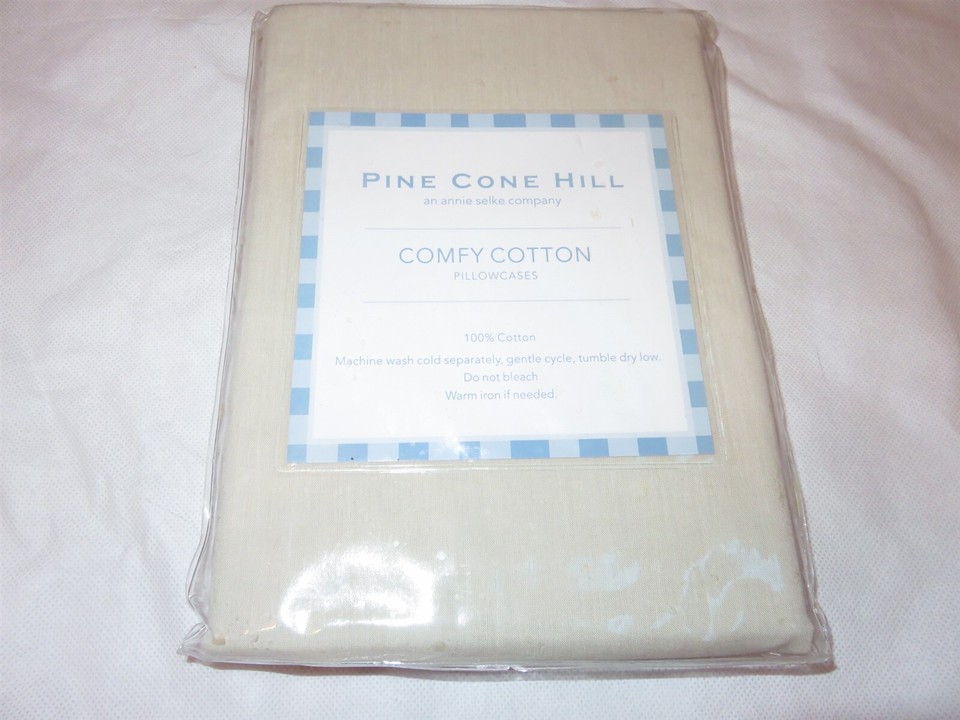 PINE CONE HILL
an annie selke company
COMFY COTTON
PILLOWCASES
100% Cotton
Machine wash cold separately, gentle cycle, tumble dry low.
Do not bleach
Warm iron if needed.